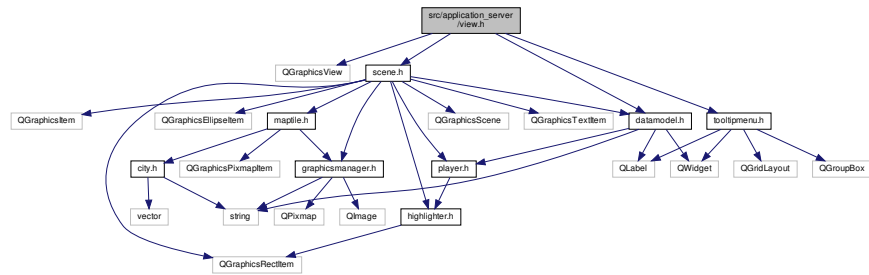 src/application_server
/view.h
QGraphicsView
scene.h
QGraphicsItem
QGraphicsEllipseItem
maptile.h
QGraphicsScene
QGraphicsTextItem
datamodel.h
tooltipmenu.h
city.h
QGraphicsPixmapItem
graphicsmanager.h
player.h
QLabel
QWidget
QGridLayout
QGroupBox
vector
string
QPixmap
QImage
highlighter.h
QGraphicsRectItem